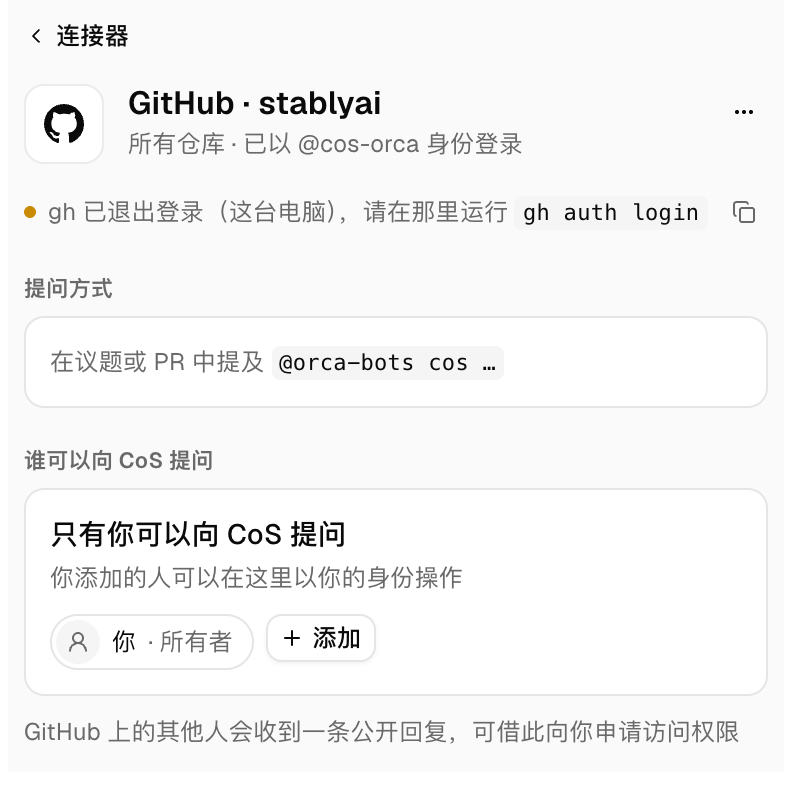 连接器
GitHub · stablyai
所有仓库 · 已以 @cos-orca 身份登录
gh 已退出登录（这台电脑），请在那里运行 gh auth login
提问方式
在议题或 PR 中提及 @orca-bots cos …
谁可以向 CoS 提问
只有你可以向 CoS 提问
你添加的人可以在这里以你的身份操作
你 · 所有者 + 添加
GitHub 上的其他人会收到一条公开回复，可借此向你申请访问权限